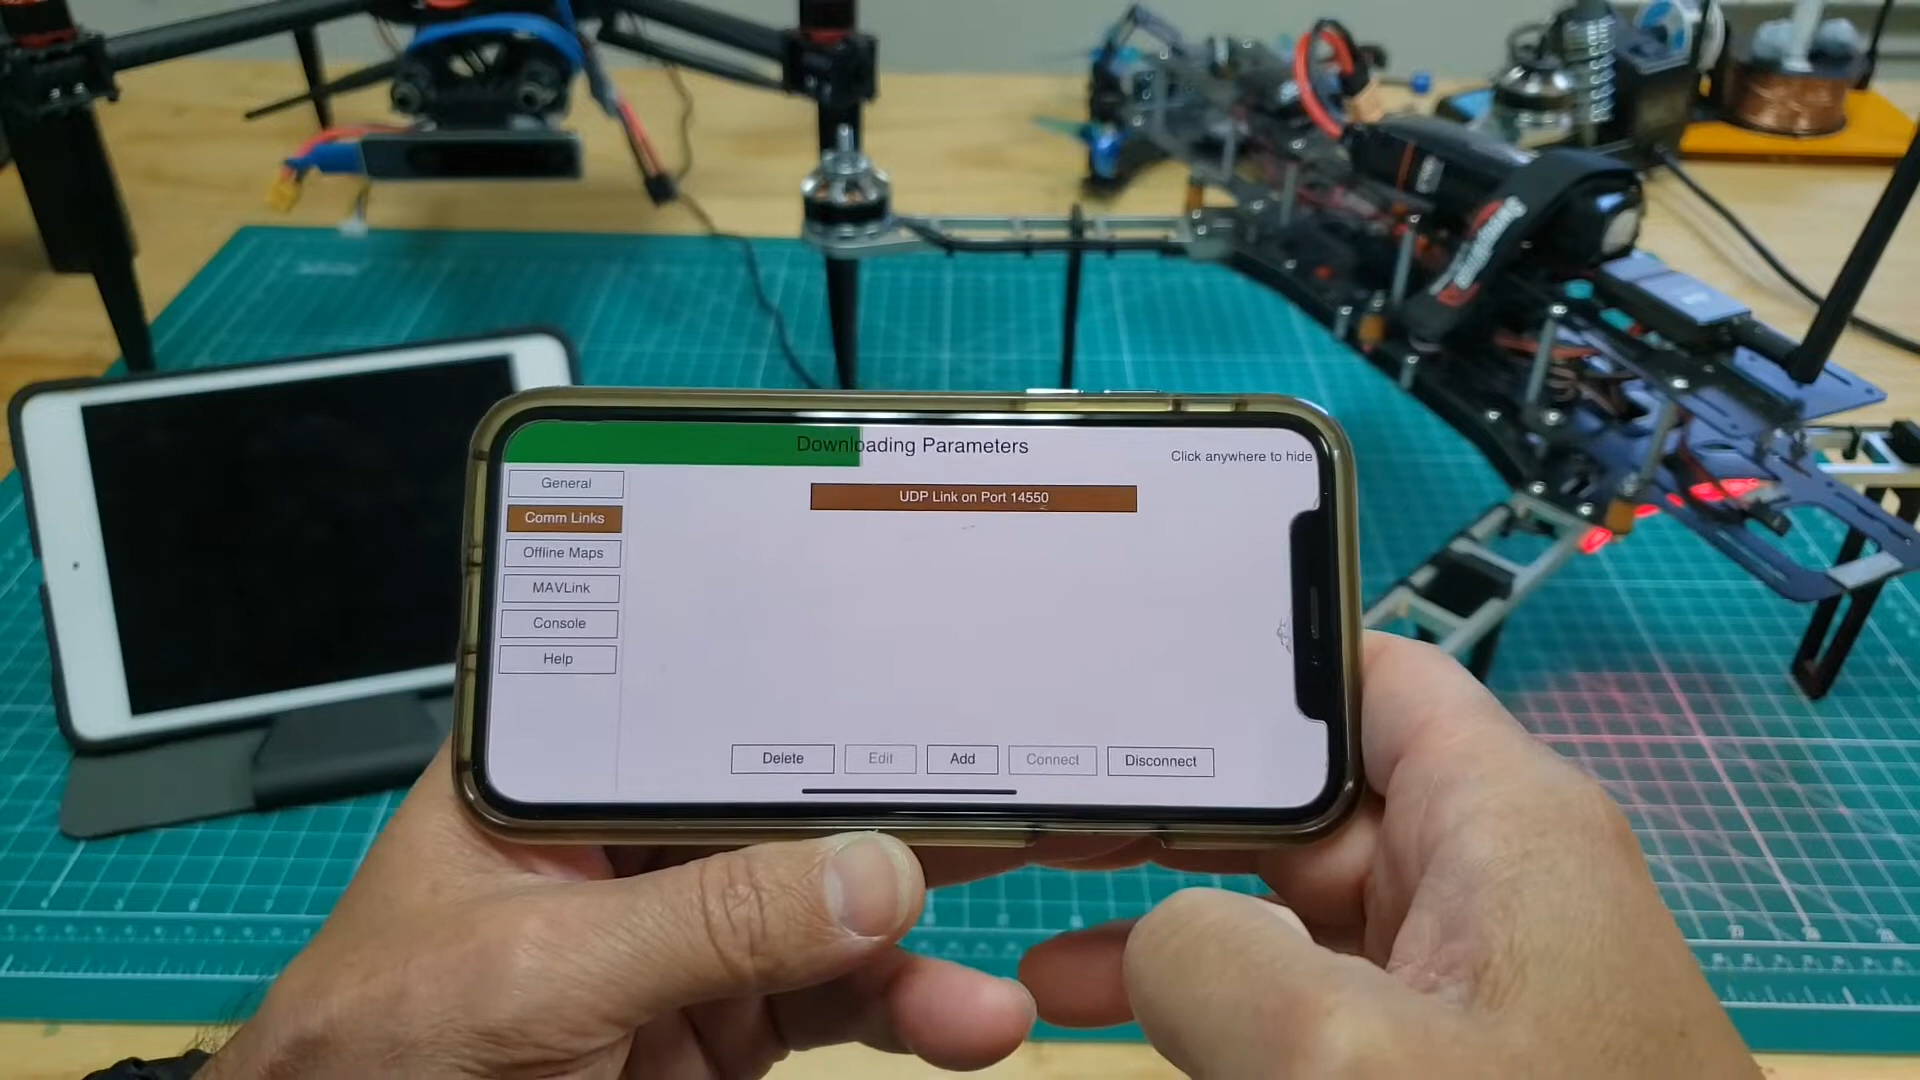 Downloading Parameters
Click anywhere to hide
General
UDP Link on Port 14550
Comm Links
Offline Maps
MAVLink
Console
Help
Delete
Edit
Add
Connect
Disconnect